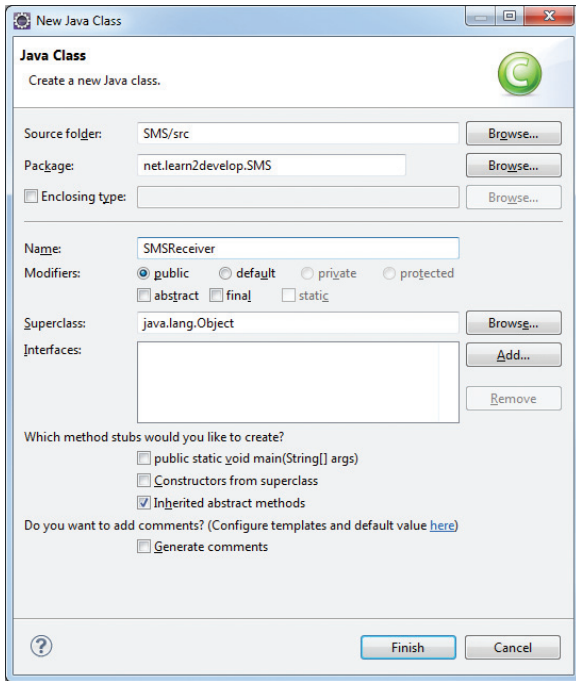 New Java Class
Java Class
Create a new Java class.
C
Source folder: SMS/src Browse...
Package: net.learn2develop.SMS Browse...
Enclosing type: Browse...
Name: SMSReceiver
Modifiers: public default private protected
abstract final static
Superclass: java.lang.Object Browse...
Interfaces: Add...
Remove
Which method stubs would you like to create?
public static void main(String[] args)
Constructors from superclass
Inherited abstract methods
Do you want to add comments? (Configure templates and default value here)
Generate comments
? Finish Cancel